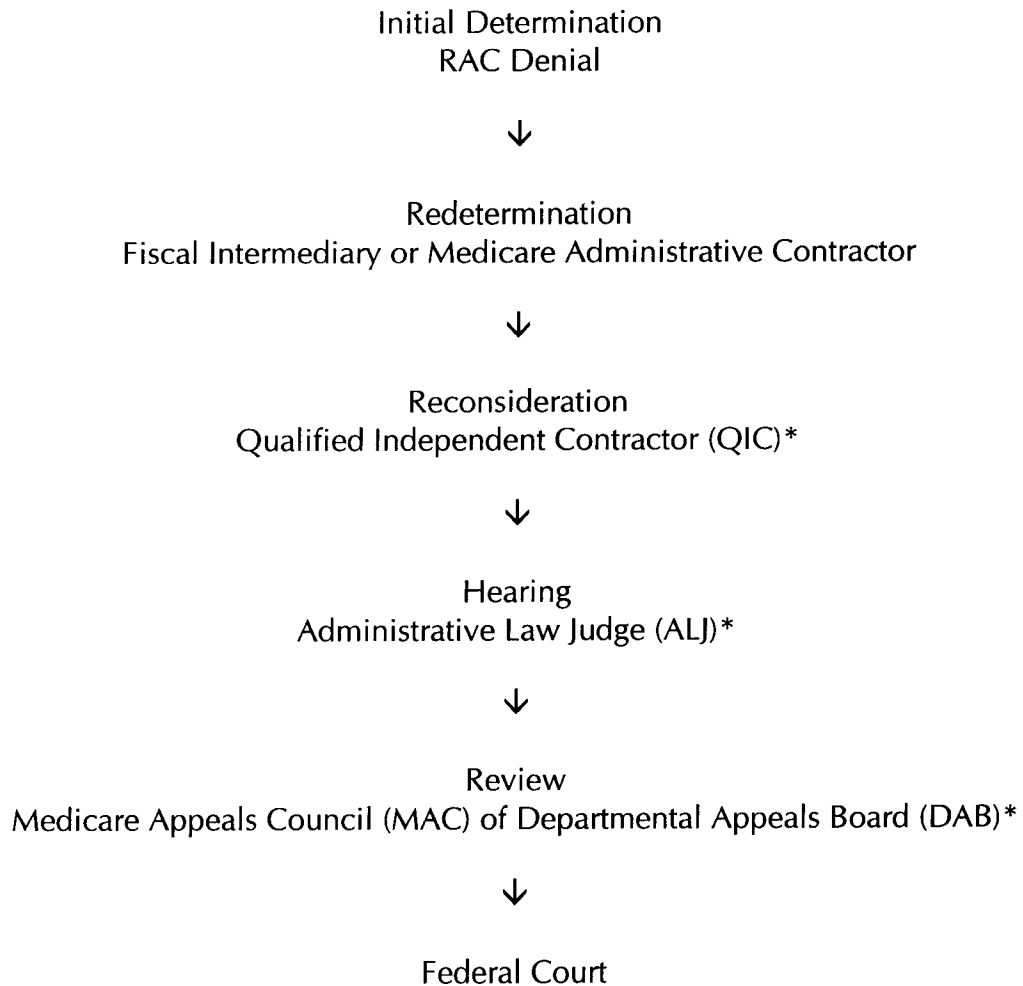 Initial Determination
RAC Denial
↓
Redetermination
Fiscal Intermediary or Medicare Administrative Contractor
↓
Reconsideration
Qualified Independent Contractor (QIC)*
↓
Hearing
Administrative Law Judge (ALJ)*
↓
Review
Medicare Appeals Council (MAC) of Departmental Appeals Board (DAB)*
↓
Federal Court